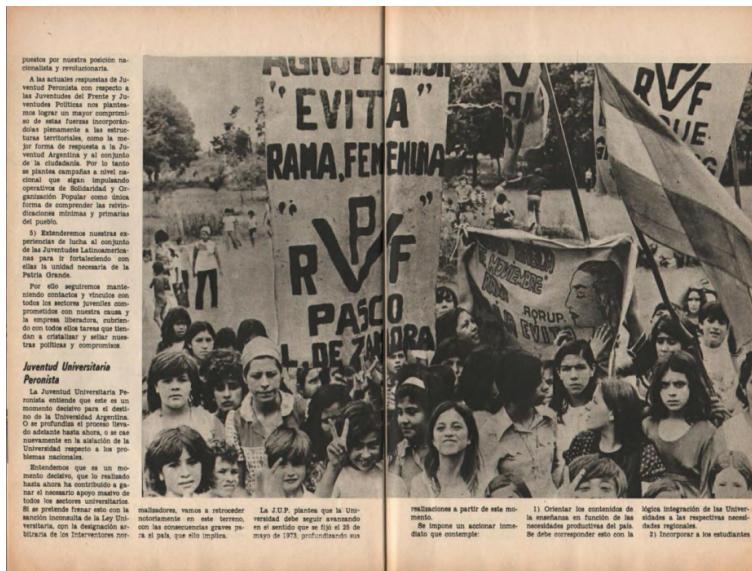 puestos por nuestra posición na-
cionalista y revolucionaria.
A las actuales respuestas de Ju-
ventud Peronista con respecto a
las Juventudes del Frente y Ju-
ventudes Políticas nos plantea-
mos lograr un mayor compromi-
so de estas fuerzas incorporán-
dolas plenamente a las estruc-
turas territoriales, como la me-
jor forma de respuesta a la Ju-
ventud Argentina y al conjunto
de la ciudadanía. Por lo tanto
se plantea campañas a nivel na-
cional que sigan impulsando
operativos de Solidaridad y Or-
ganización Popular como única
forma de comprender las reivin-
dicaciones mínimas y primarias
del pueblo.
5) Extenderemos nuestras ex-
periencias de lucha al conjunto
de las Juventudes Latinoamerica-
nas para ir fortaleciendo con
ellas la unidad necesaria de la
Patria Grande.
Por ello seguiremos mante-
niendo contactos y vínculos con
todos los sectores juveniles com-
prometidos con nuestra causa y
la empresa liberadora, cubrien-
do con todos ellos tareas que tien-
dan a cristalizar y sellar nues-
tras políticas y compromisos.
Juventud Universitaria
Peronista
La Juventud Universitaria Pe-
ronista entiende que este es un
momento decisivo para el desti-
no de la Universidad Argentina.
O se profundiza el proceso lleva-
do adelante hasta ahora, o se cae
nuevamente en la aislación de la
Universidad respecto a los pro-
blemas nacionales.
Entendemos que es un mo-
mento decisivo, que lo realizado
hasta ahora ha contribuido a ga-
nar el necesario apoyo masivo de
todos los sectores universitarios.
Si se pretende frenar esto con la
sanción inconsulta de la Ley Uni-
versitaria, con la designación ar-
bitraria de los Interventores nor-
malizadores, vamos a retroceder
notoriamente en este terreno,
con las consecuencias graves pa-
ra el país, que ello implica.
La J.U.P. plantea que la Uni-
versidad debe seguir avanzando
en el sentido que se fijó el 25 de
mayo de 1973, profundizando sus
realizaciones a partir de este mo-
mento.
Se impone un accionar inme-
diato que contemple:
1) Orientar los contenidos de
la enseñanza en función de las
necesidades productivas del país.
Se debe corresponder esto con la
lógica integración de las Univer-
sidades a las respectivas necesi-
dades regionales.
2) Incorporar a los estudiantes
AGRUPACION
"EVITA"
RAMA FEMENINA
"P"
R V F
PASCO
L. DE ZAMORA
P
R V F
NOVIEMBRE
RAMA
AGRUP.
LA EVITA